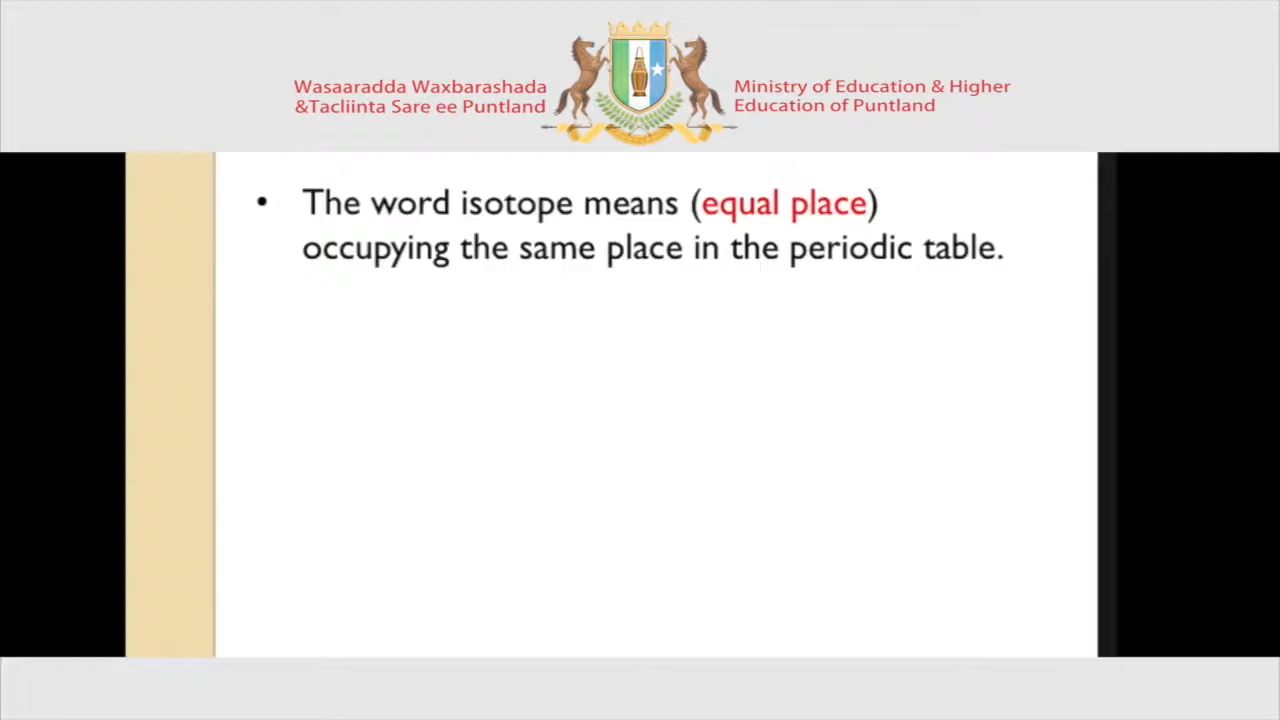 Wasaaradda Waxbarashada
&Tacliinta Sare ee Puntland
Ministry of Education & Higher
Education of Puntland
• The word isotope means (equal place)
occupying the same place in the periodic table.